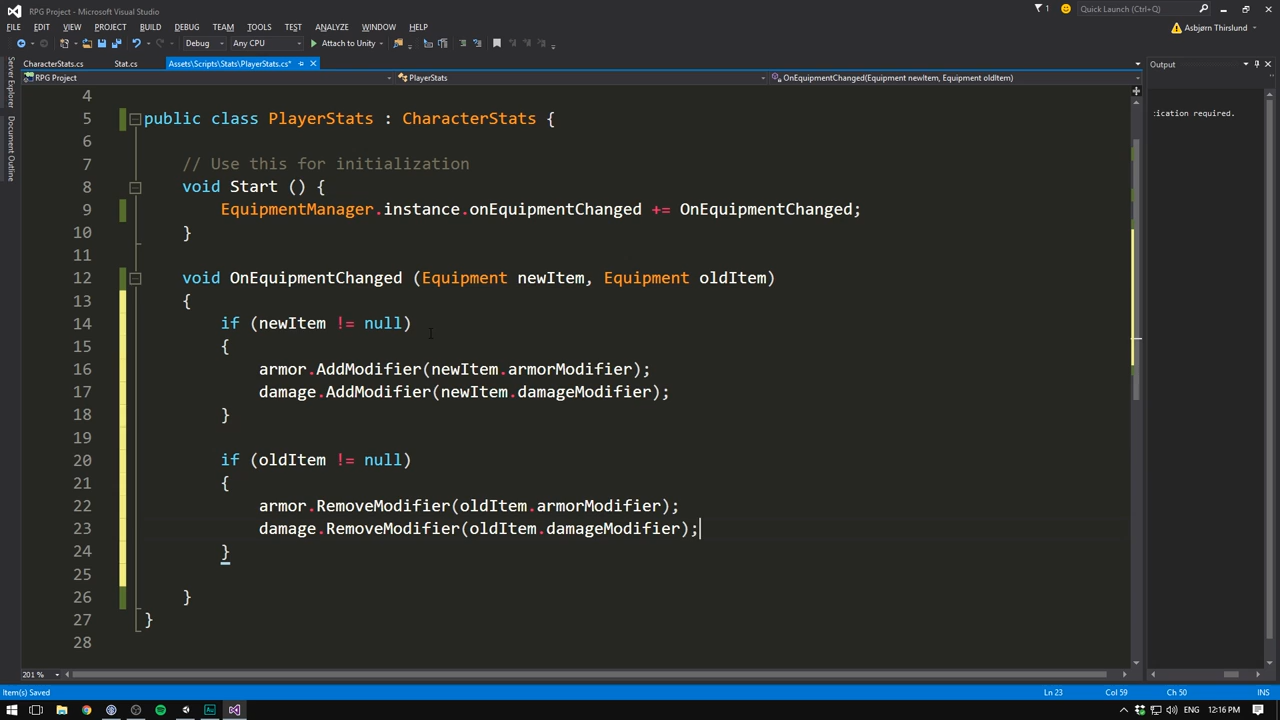 RPG Project - Microsoft Visual Studio
1
Quick Launch (Ctrl+Q)
FILE EDIT VIEW PROJECT BUILD DEBUG TEAM TOOLS TEST ANALYZE WINDOW HELP
Asbjørn Thirslund
Debug Any CPU Attach to Unity
Server Explorer
Document Outline
CharacterStats.cs Stat.cs Assets\Scripts\Stats\PlayerStats.cs*
Output
RPG Project PlayerStats OnEquipmentChanged(Equipment newItem, Equipment oldItem)
:ication required.
4
5 public class PlayerStats : CharacterStats {
6
7 // Use this for initialization
8 void Start () {
9 EquipmentManager.instance.onEquipmentChanged += OnEquipmentChanged;
10 }
11
12 void OnEquipmentChanged (Equipment newItem, Equipment oldItem)
13 {
14 if (newItem != null)
15 {
16 armor.AddModifier(newItem.armorModifier);
17 damage.AddModifier(newItem.damageModifier);
18 }
19
20 if (oldItem != null)
21 {
22 armor.RemoveModifier(oldItem.armorModifier);
23 damage.RemoveModifier(oldItem.damageModifier);
24 }
25
26 }
27 }
28
201 %
Item(s) Saved Ln 23 Col 59 Ch 50 INS
ENG 12:16 PM